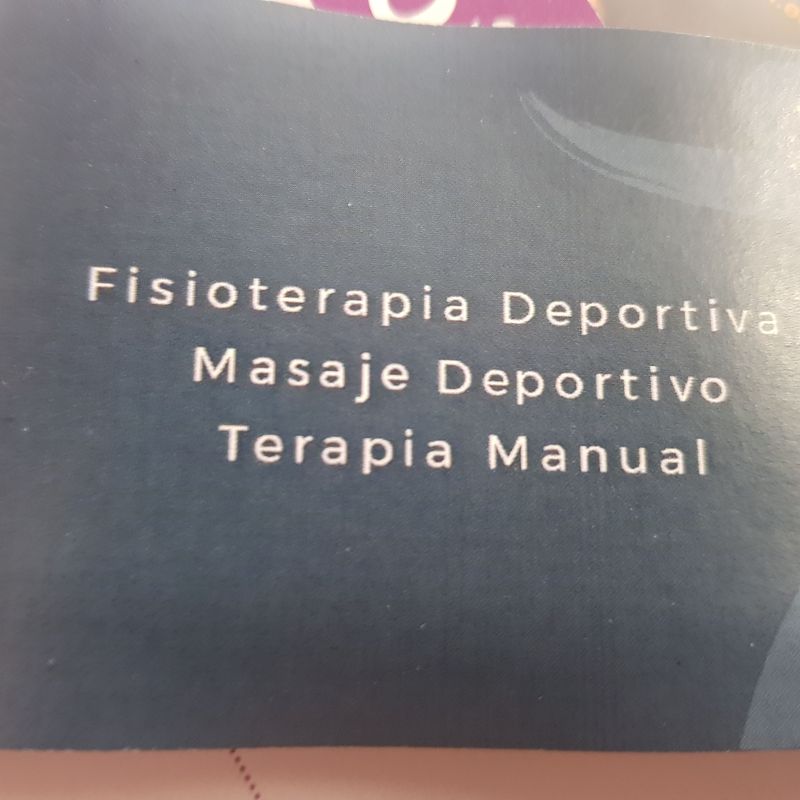 Fisioterapia Deportiva
Masaje Deportivo
Terapia Manual